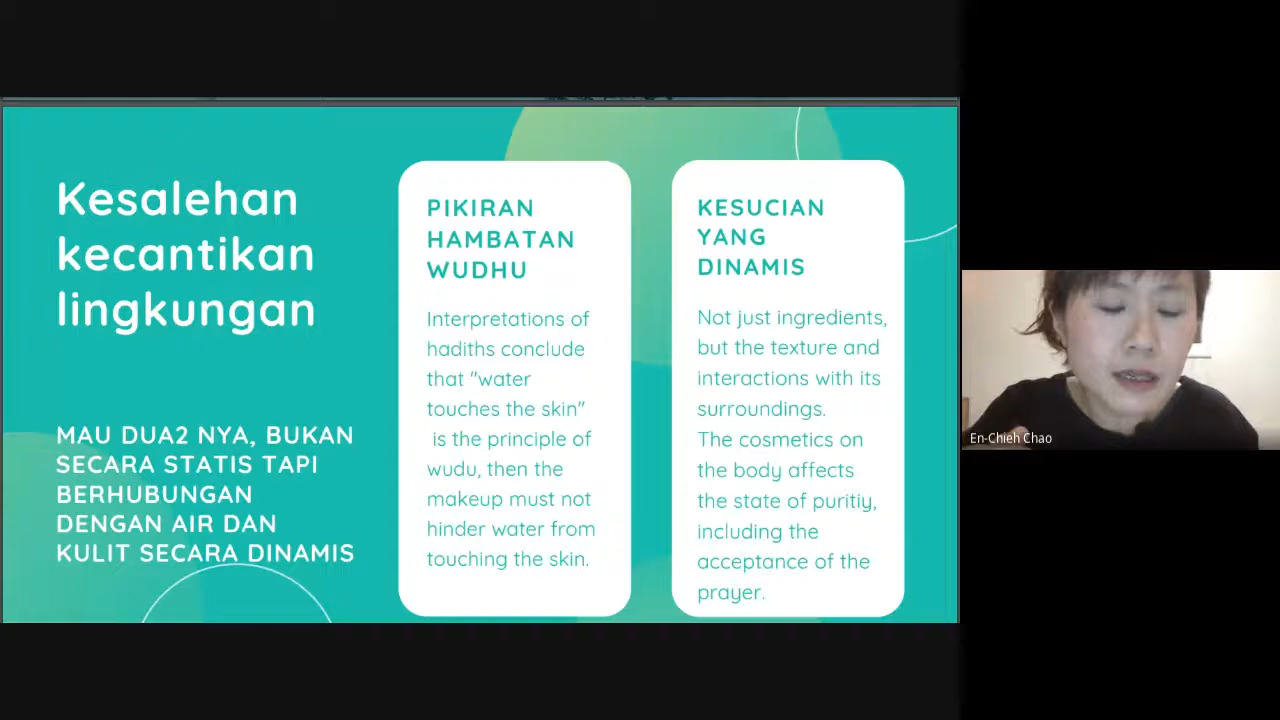 Kesalehan
kecantikan
lingkungan
MAU DUA2 NYA, BUKAN
SECARA STATIS TAPI
BERHUBUNGAN
DENGAN AIR DAN
KULIT SECARA DINAMIS
PIKIRAN
HAMBATAN
WUDHU
Interpretations of
hadiths conclude
that "water
touches the skin"
is the principle of
wudu, then the
makeup must not
hinder water from
touching the skin.
KESUCIAN
YANG
DINAMIS
Not just ingredients,
but the texture and
interactions with its
surroundings.
The cosmetics on
the body affects
the state of puritiy,
including the
acceptance of the
prayer.
En-Chieh Chao